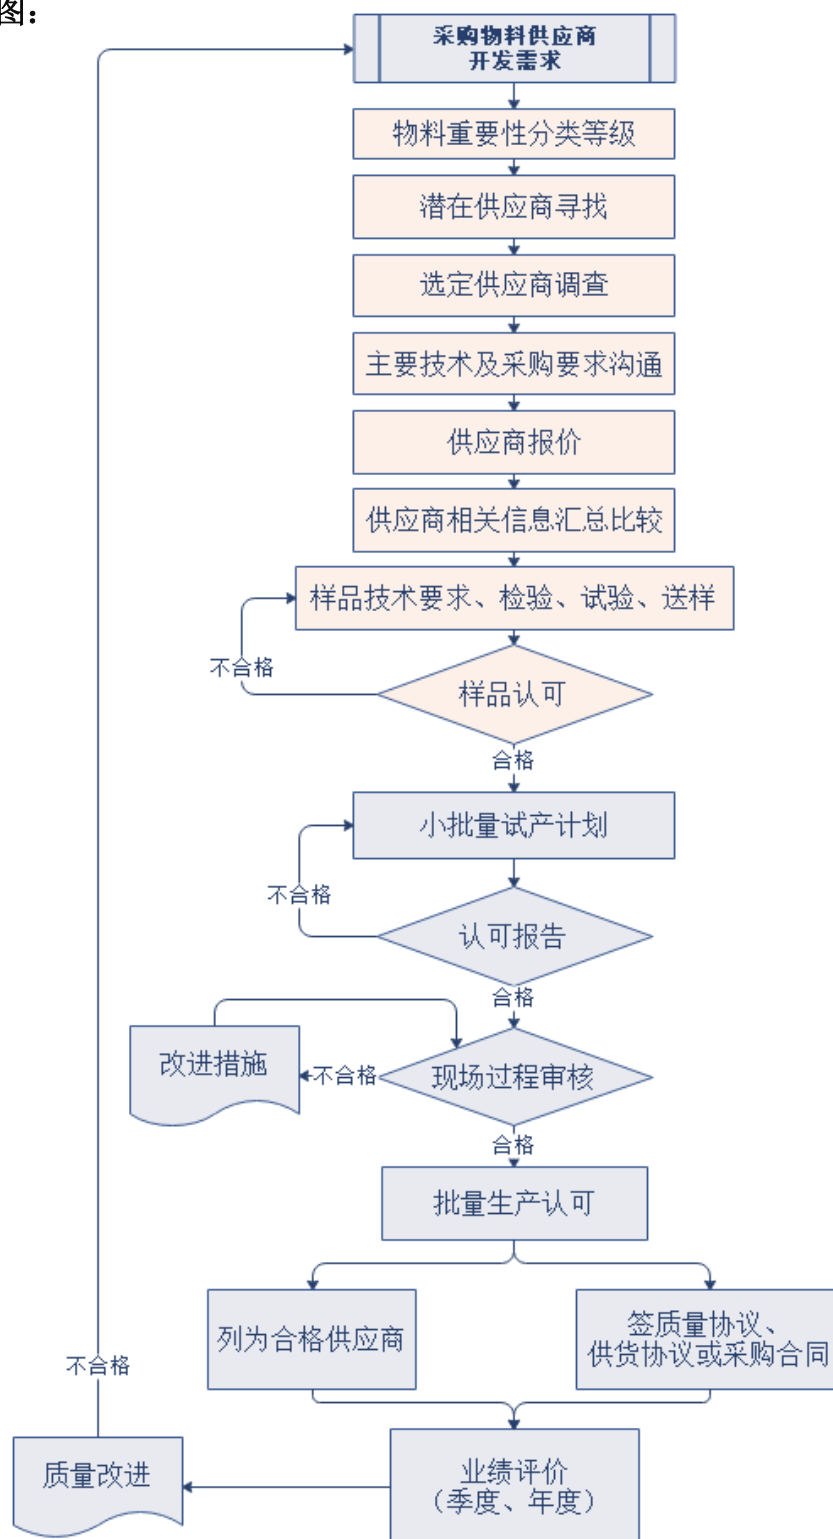 图：
采购物料供应商
开发需求
物料重要性分类等级
潜在供应商寻找
选定供应商调查
主要技术及采购要求沟通
供应商报价
供应商相关信息汇总比较
样品技术要求、检验、试验、送样
不合格
样品认可
合格
小批量试产计划
不合格
认可报告
合格
改进措施
不合格
现场过程审核
合格
批量生产认可
列为合格供应商
签质量协议、
供货协议或采购合同
不合格
质量改进
业绩评价
（季度、年度）